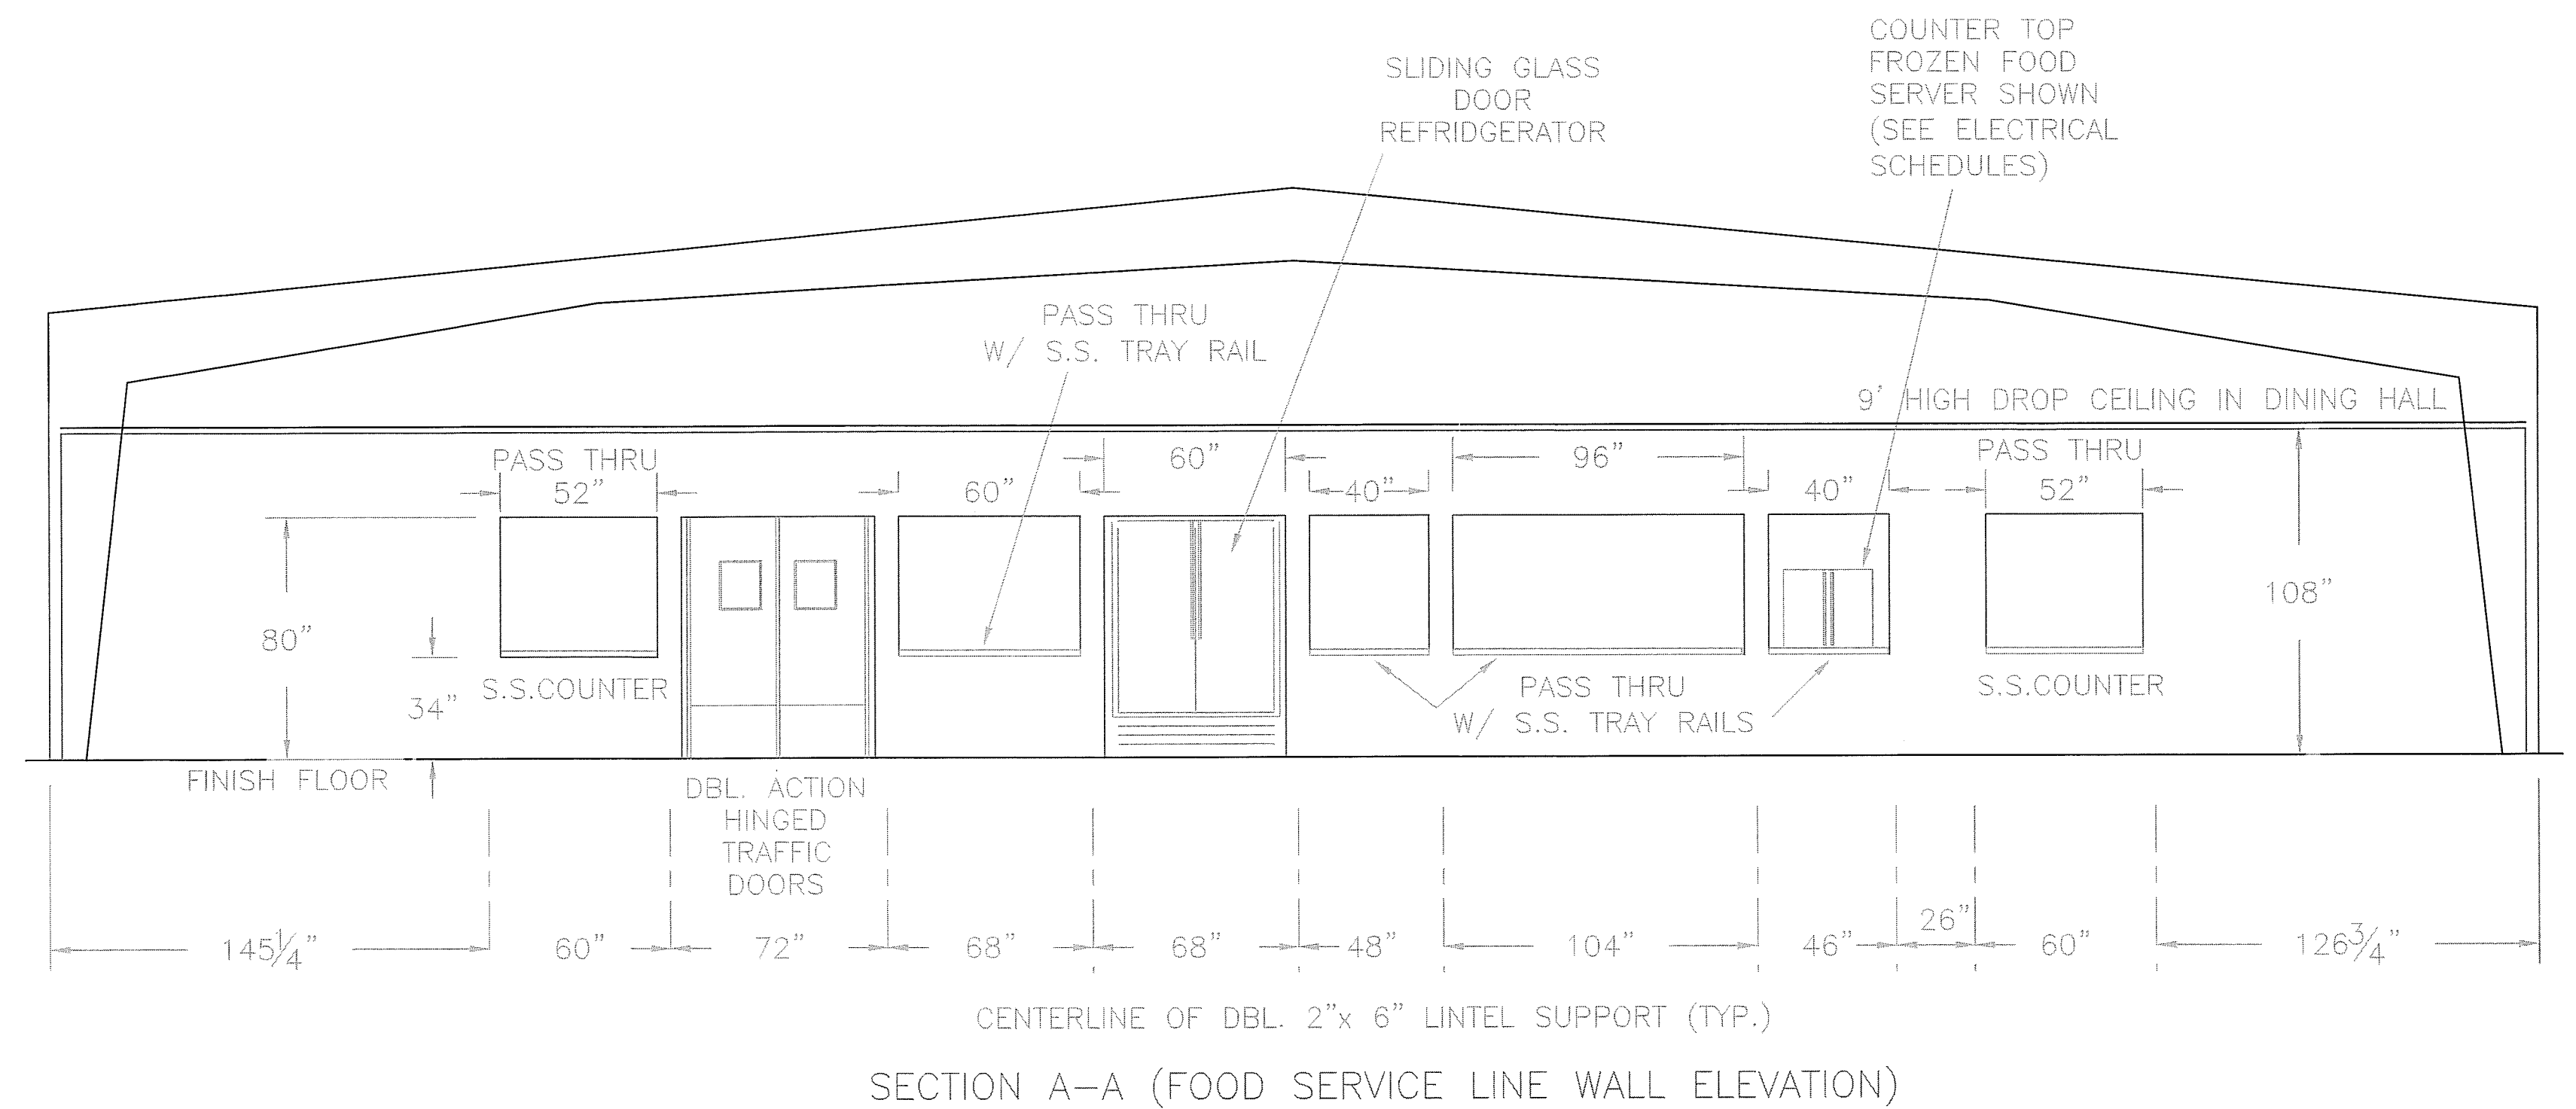 COUNTER TOP
FROZEN FOOD
SERVER SHOWN
(SEE ELECTRICAL
SCHEDULES)
SLIDING GLASS
DOOR
REFRIDGERATOR
PASS THRU
W/ S.S. TRAY RAIL
9' HIGH DROP CEILING IN DINING HALL
PASS THRU
52"
60"
60"
40"
96"
40"
PASS THRU
52"
80"
34"
108"
S.S.COUNTER
PASS THRU
W/ S.S. TRAY RAILS
S.S.COUNTER
FINISH FLOOR
DBL. ACTION
HINGED
TRAFFIC
DOORS
145 1/4"
60"
72"
68"
68"
48"
104"
46"
26"
60"
126 3/4"
CENTERLINE OF DBL. 2"x 6" LINTEL SUPPORT (TYP.)
SECTION A-A (FOOD SERVICE LINE WALL ELEVATION)